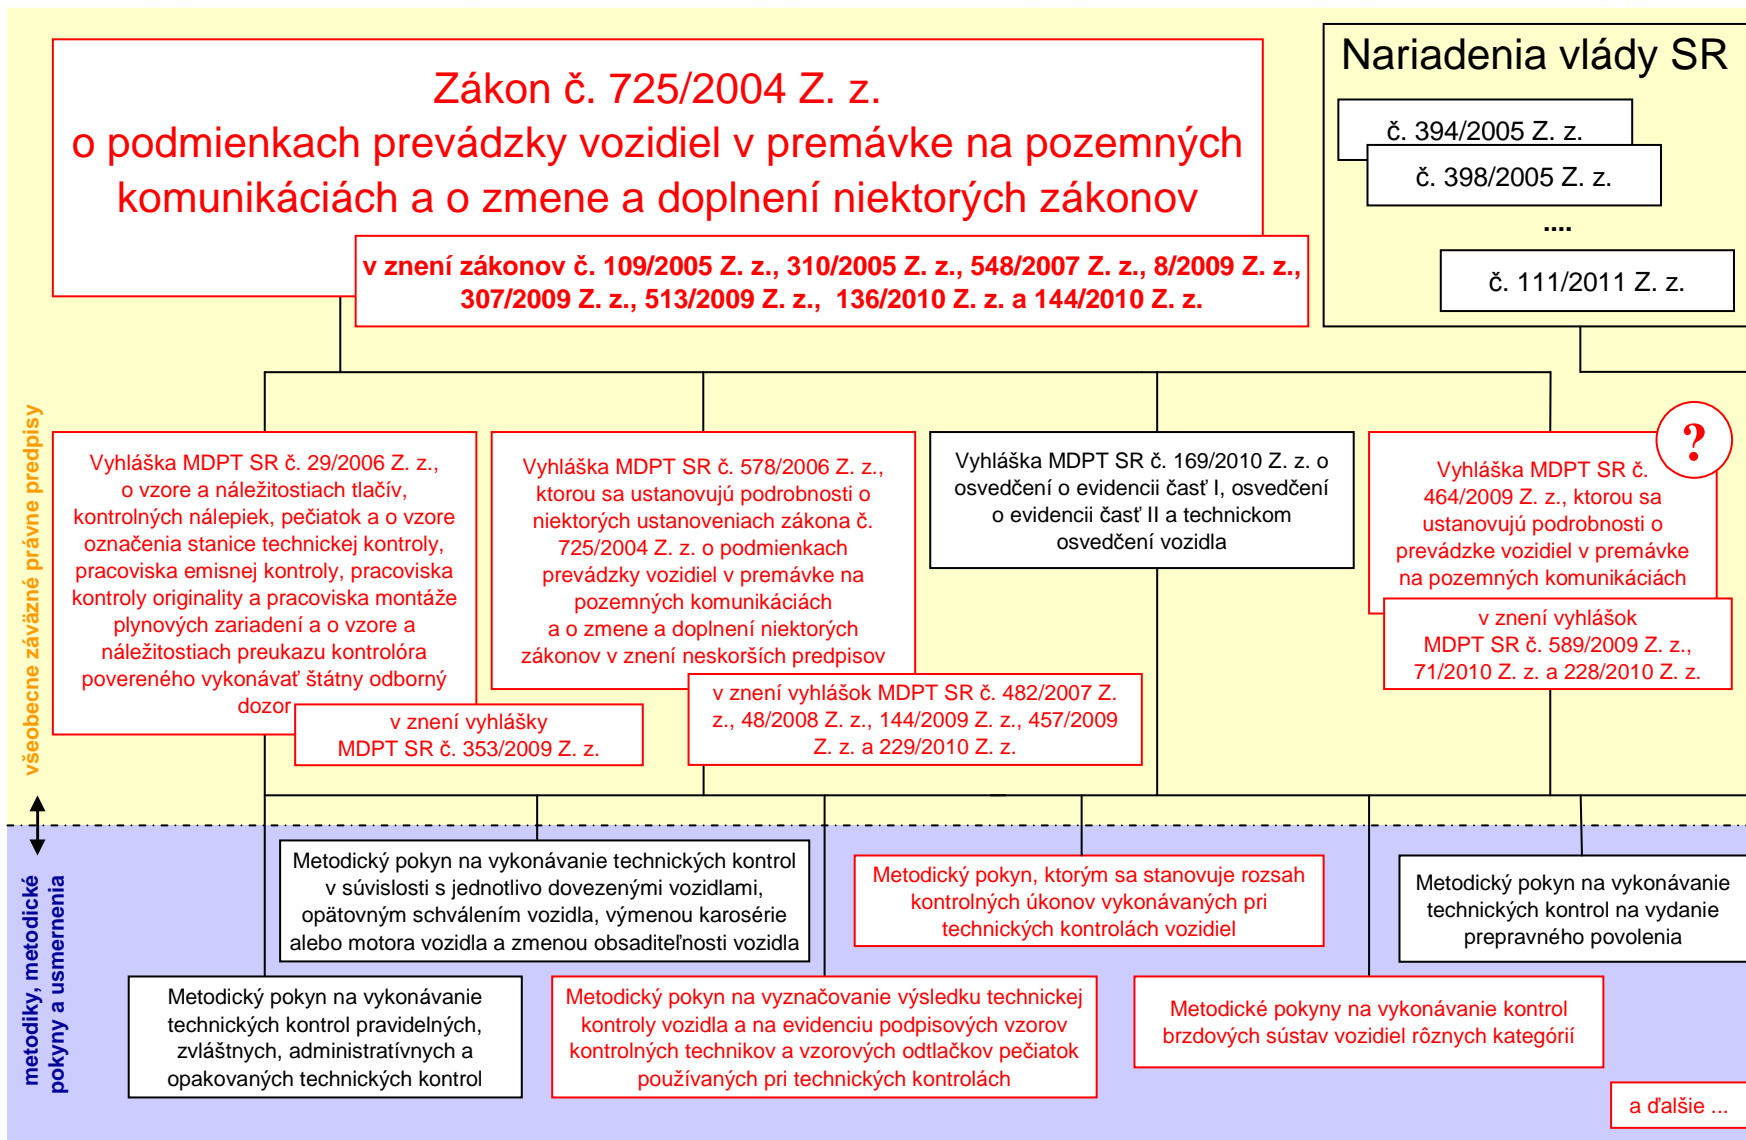 Zákon č. 725/2004 Z. z.
o podmienkach prevádzky vozidiel v premávke na pozemných
komunikáciách a o zmene a doplnení niektorých zákonov
v znení zákonov č. 109/2005 Z. z., 310/2005 Z. z., 548/2007 Z. z., 8/2009 Z. z.,
307/2009 Z. z., 513/2009 Z. z., 136/2010 Z. z. a 144/2010 Z. z.
Nariadenia vlády SR
č. 394/2005 Z. z.
č. 398/2005 Z. z.
....
č. 111/2011 Z. z.
všeobecne záväzné právne predpisy
Vyhláška MDPT SR č. 29/2006 Z. z.,
o vzore a náležitostiach tlačív,
kontrolných nálepiek, pečiatok a o vzore
označenia stanice technickej kontroly,
pracoviska emisnej kontroly, pracoviska
kontroly originality a pracoviska montáže
plynových zariadení a o vzore a
náležitostiach preukazu kontrolóra
povereného vykonávať štátny odborný
dozor
v znení vyhlášky
MDPT SR č. 353/2009 Z. z.
Vyhláška MDPT SR č. 578/2006 Z. z.,
ktorou sa ustanovujú podrobnosti o
niektorých ustanoveniach zákona č.
725/2004 Z. z. o podmienkach
prevádzky vozidiel v premávke na
pozemných komunikáciách
a o zmene a doplnení niektorých
zákonov v znení neskorších predpisov
v znení vyhlášok MDPT SR č. 482/2007 Z.
z., 48/2008 Z. z., 144/2009 Z. z., 457/2009
Z. z. a 229/2010 Z. z.
Vyhláška MDPT SR č. 169/2010 Z. z. o
osvedčení o evidencii časť I, osvedčení
o evidencii časť II a technickom
osvedčení vozidla
?
Vyhláška MDPT SR č.
464/2009 Z. z., ktorou sa
ustanovujú podrobnosti o
prevádzke vozidiel v premávke
na pozemných komunikáciách
v znení vyhlášok
MDPT SR č. 589/2009 Z. z.,
71/2010 Z. z. a 228/2010 Z. z.
metodiky, metodické
pokyny a usmernenia
Metodický pokyn na vykonávanie technických kontrol
v súvislosti s jednotlivo dovezenými vozidlami,
opätovným schválením vozidla, výmenou karosérie
alebo motora vozidla a zmenou obsaditeľnosti vozidla
Metodický pokyn, ktorým sa stanovuje rozsah
kontrolných úkonov vykonávaných pri
technických kontrolách vozidiel
Metodický pokyn na vykonávanie
technických kontrol na vydanie
prepravného povolenia
Metodický pokyn na vykonávanie
technických kontrol pravidelných,
zvláštnych, administratívnych a
opakovaných technických kontrol
Metodický pokyn na vyznačovanie výsledku technickej
kontroly vozidla a na evidenciu podpisových vzorov
kontrolných technikov a vzorových odtlačkov pečiatok
používaných pri technických kontrolách
Metodické pokyny na vykonávanie kontrol
brzdových sústav vozidiel rôznych kategórií
a ďalšie ...